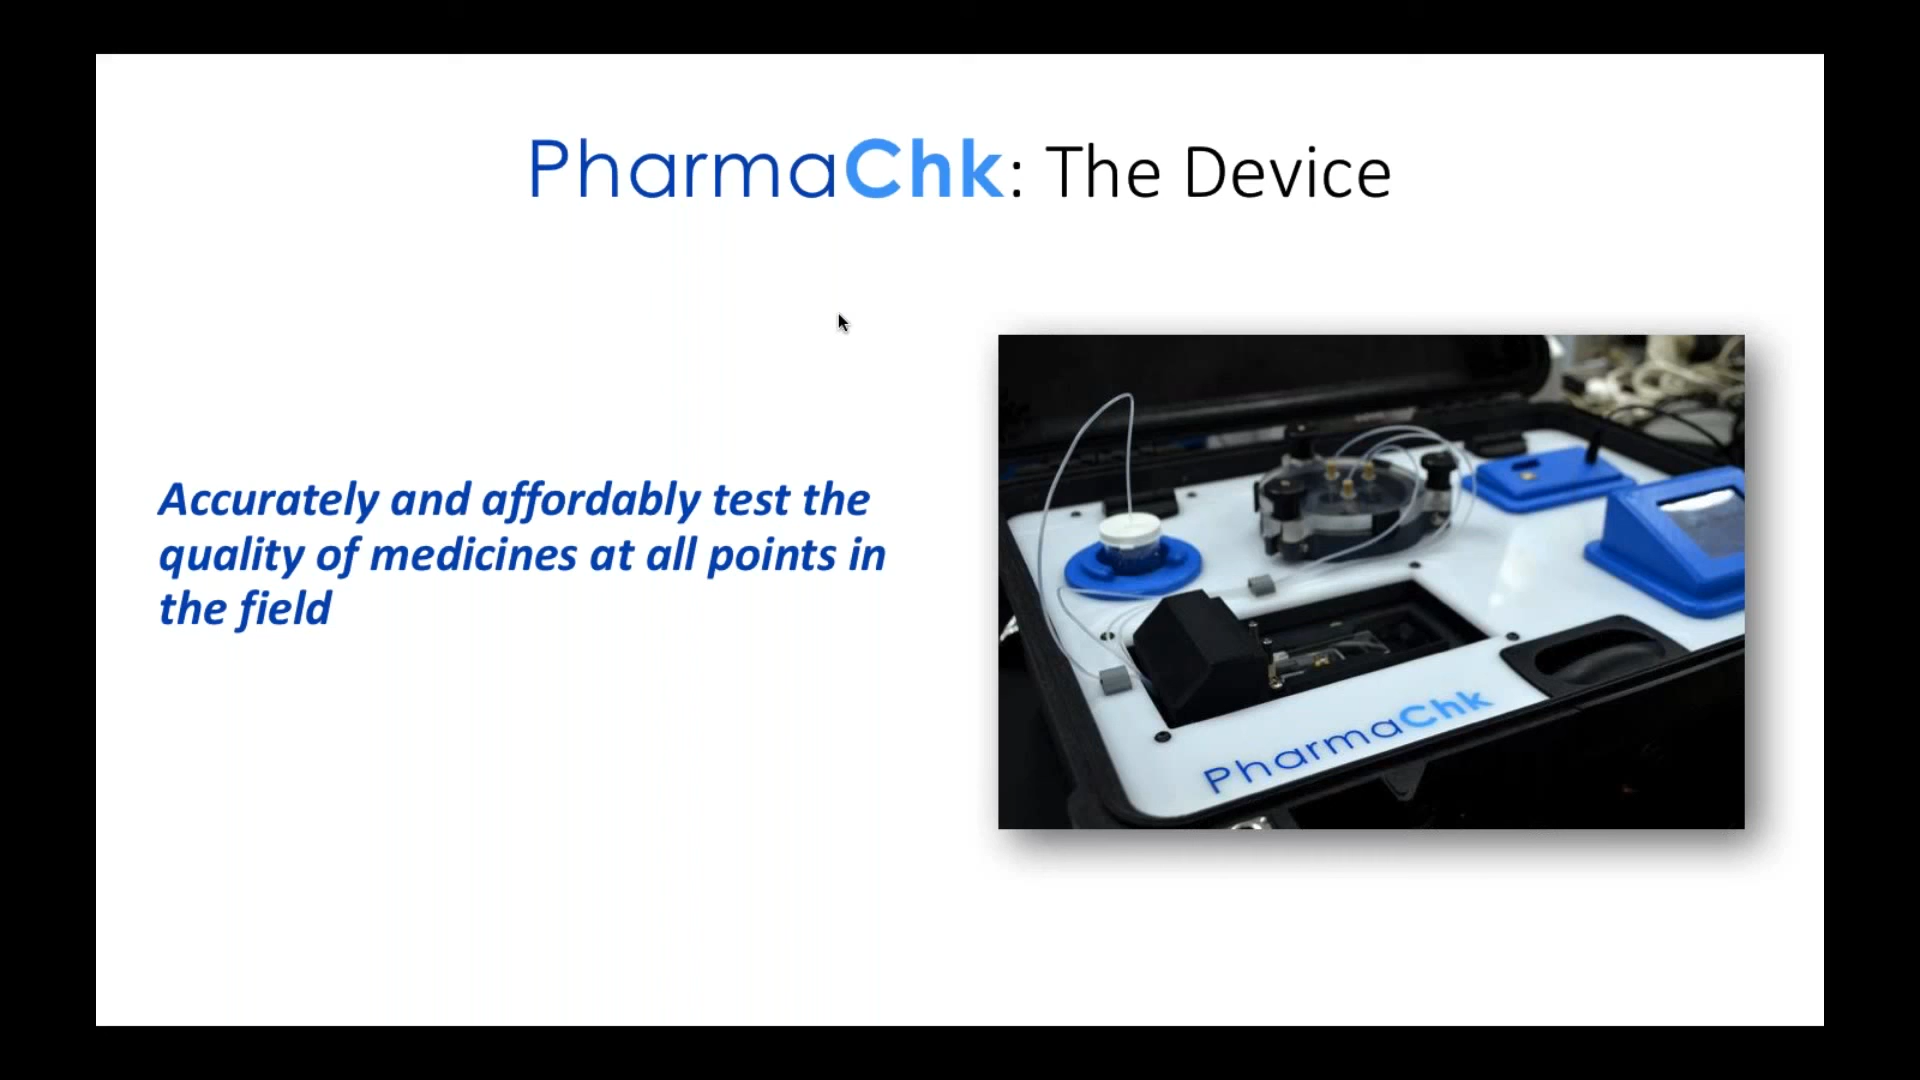 PharmaChk: The Device
Accurately and affordably test the
quality of medicines at all points in
the field
PharmaChk